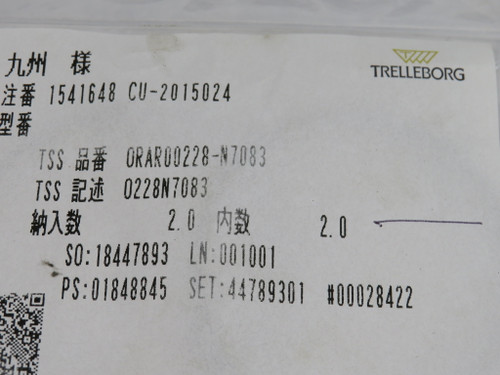 九州 様
TRELLEBORG
注番 1541648 CU-2015024
型番
TSS 品番 ORAR00228-N7083
TSS 記述 0228N7083
納入数 2.0 内数 2.0
SO:18447893 LN:001001
PS:01848845 SET:44789301 #00028422